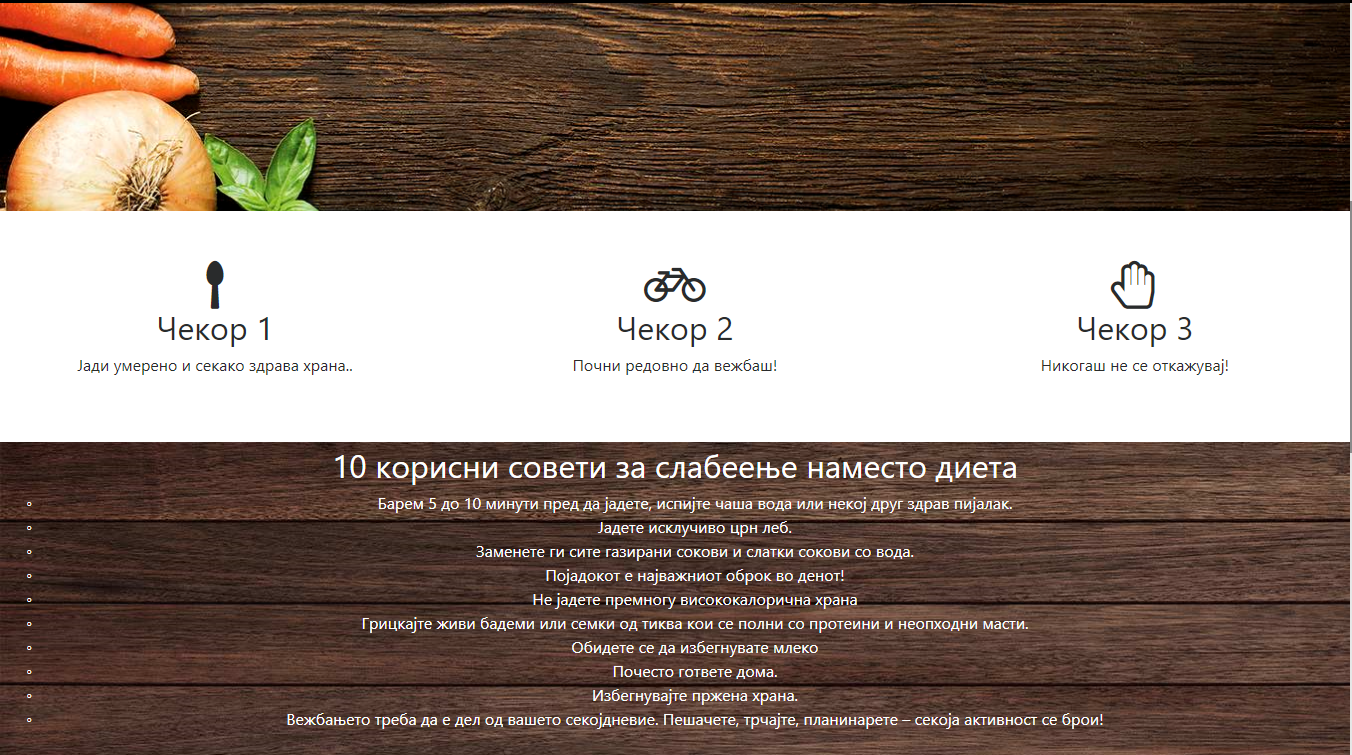 Чекор 1
Јади умерено и секако здрава храна..
Чекор 2
Почни редовно да вежбаш!
Чекор 3
Никогаш не се откажувај!
10 корисни совети за слабеење наместо диета
Барем 5 до 10 минути пред да јадете, испијте чаша вода или некој друг здрав пијалак.
Јадете исклучиво црн леб.
Заменете ги сите газирани сокови и слатки сокови со вода.
Појадокот е најважниот оброк во денот!
Не јадете премногу висококалорична храна
Грицкајте живи бадеми или семки од тиква кои се полни со протеини и неопходни масти.
Обидете се да избегнувате млеко
Почесто гответе дома.
Избегнувајте пржена храна.
Вежбањето треба да е дел од вашето секојдневие. Пешачете, трчајте, планинарете – секоја активност се брои!